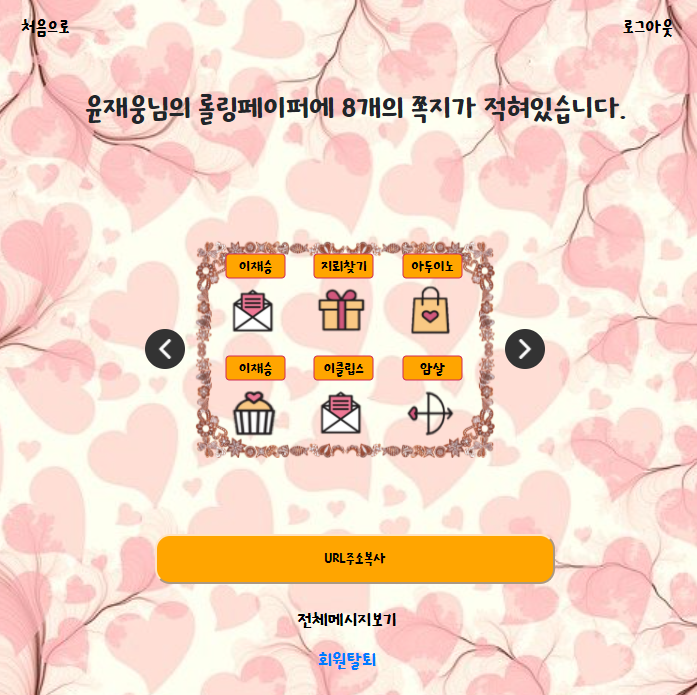 처음으로
로그아웃
윤재웅님의 롤링페이퍼에 8개의 쪽지가 적혀있습니다.
이재승 지뢰찾기 아두이노
이재승 이클립스 암살
URL주소복사
전체메시지보기
회원탈퇴